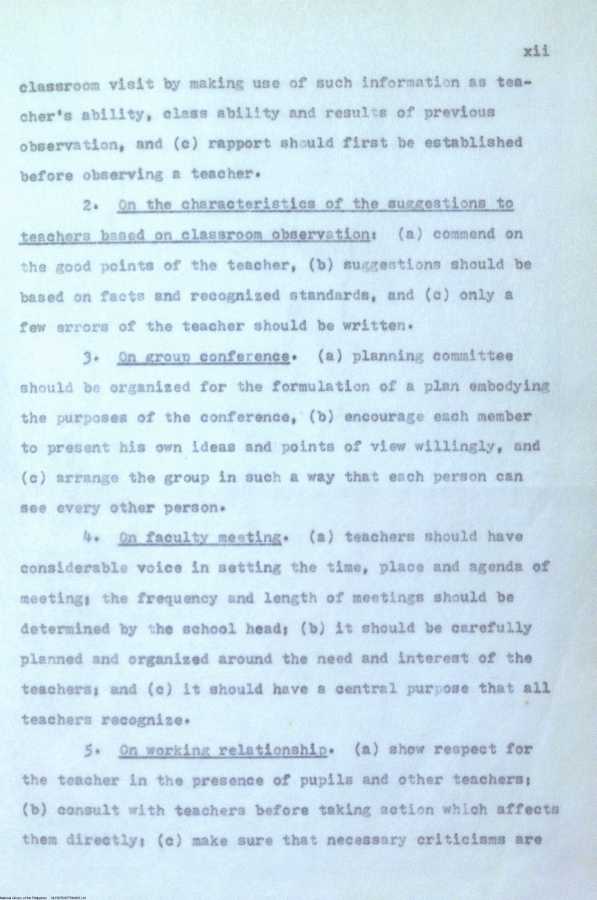 xii
classroom visit by making use of such information as tea-
cher's ability, class ability and results of previous
observation, and (c) rapport should first be established
before observing a teacher.
2. On the characteristics of the suggestions to
teachers based on classroom observation: (a) commend on
the good points of the teacher, (b) suggestions should be
based on facts and recognized standards, and (c) only a
few errors of the teacher should be written.
3. On group conference. (a) planning committee
should be organized for the formulation of a plan embodying
the purposes of the conference, (b) encourage each member
to present his own ideas and points of view willingly, and
(c) arrange the group in such a way that each person can
see every other person.
4. On faculty meeting. (a) teachers should have
considerable voice in setting the time, place and agenda of
meeting; the frequency and length of meetings should be
determined by the school head; (b) it should be carefully
planned and organized around the need and interest of the
teachers; and (c) it should have a central purpose that all
teachers recognize.
5. On working relationship. (a) show respect for
the teacher in the presence of pupils and other teachers;
(b) consult with teachers before taking action which affects
them directly; (c) make sure that necessary criticisms are
National Library of the Philippines